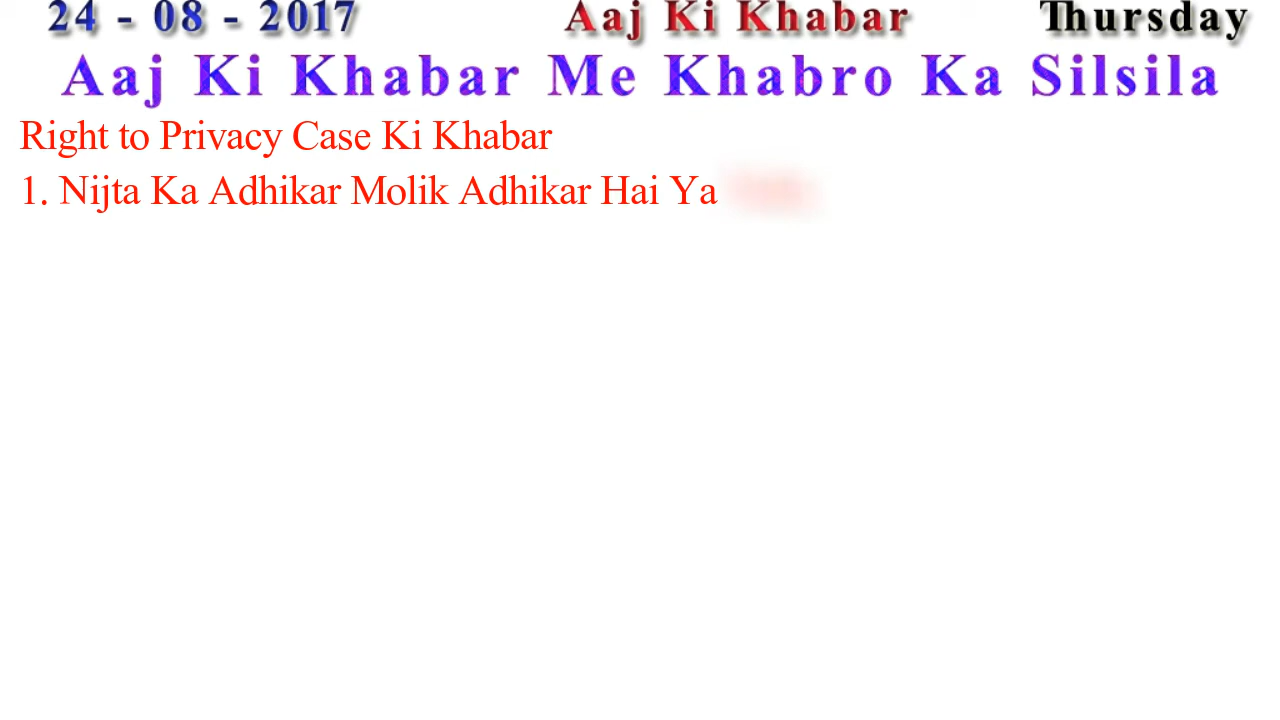 24 - 08 - 2017 Aaj Ki Khabar Thursday
Aaj Ki Khabar Me Khabro Ka Silsila
Right to Privacy Case Ki Khabar
1. Nijta Ka Adhikar Molik Adhikar Hai Ya